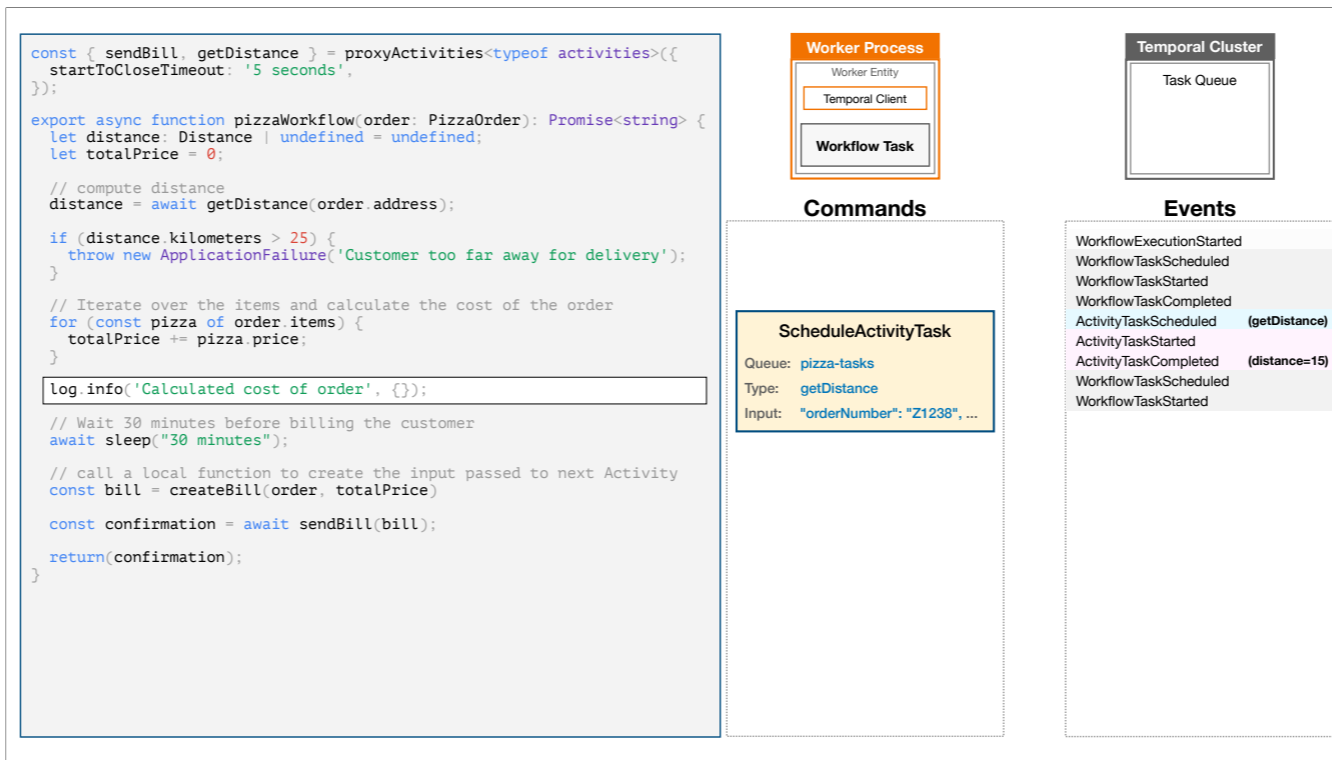 const { sendBill, getDistance } = proxyActivities<typeof activities>({
  startToCloseTimeout: '5 seconds',
});
export async function pizzaWorkflow(order: PizzaOrder): Promise<string> {
  let distance: Distance | undefined = undefined;
  let totalPrice = 0;
  // compute distance
  distance = await getDistance(order.address);
  if (distance.kilometers > 25) {
    throw new ApplicationFailure('Customer too far away for delivery');
  }
  // Iterate over the items and calculate the cost of the order
  for (const pizza of order.items) {
    totalPrice += pizza.price;
  }
  log.info('Calculated cost of order', {});
  // Wait 30 minutes before billing the customer
  await sleep("30 minutes");
  // call a local function to create the input passed to next Activity
  const bill = createBill(order, totalPrice)
  const confirmation = await sendBill(bill);
  return(confirmation);
}
Worker Process
Worker Entity
Temporal Client
Workflow Task
Commands
ScheduleActivityTask
Queue: pizza-tasks
Type: getDistance
Input: "orderNumber": "Z1238", ...
Temporal Cluster
Task Queue
Events
WorkflowExecutionStarted
WorkflowTaskScheduled
WorkflowTaskStarted
WorkflowTaskCompleted
ActivityTaskScheduled (getDistance)
ActivityTaskStarted
ActivityTaskCompleted (distance=15)
WorkflowTaskScheduled
WorkflowTaskStarted